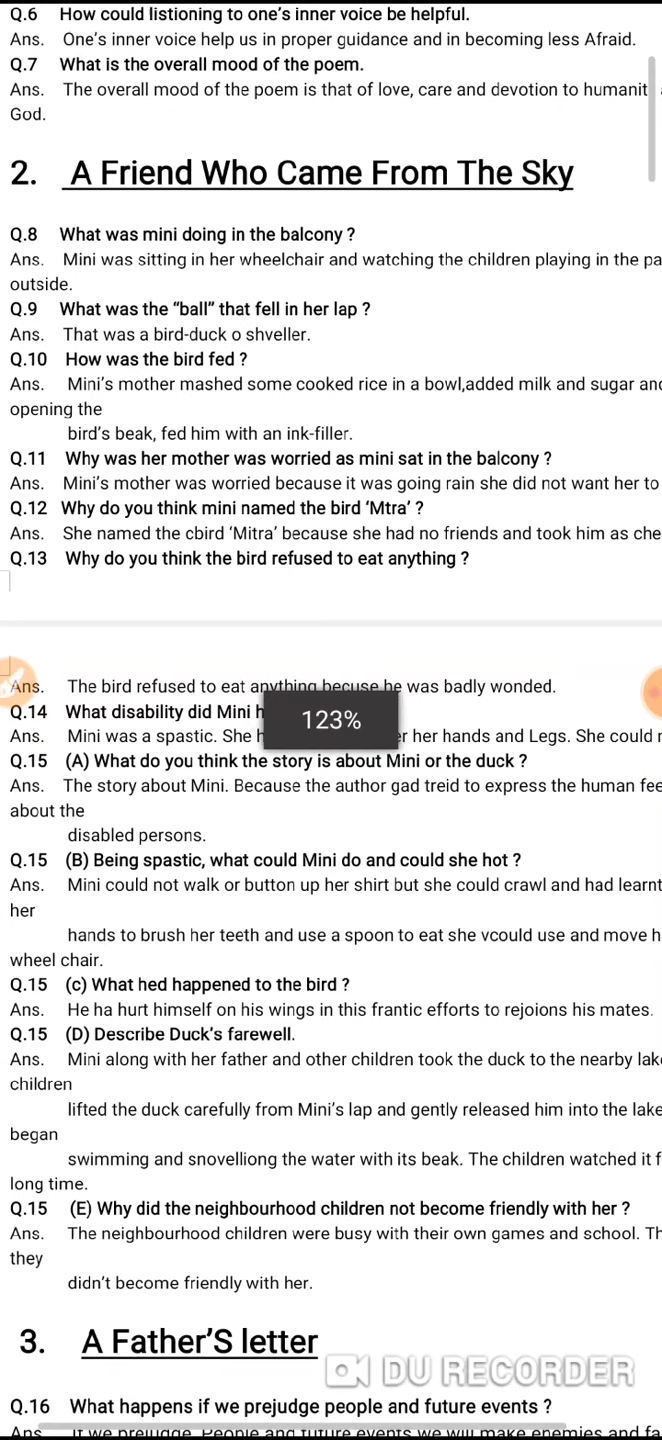 Q.6 How could listioning to one's inner voice be helpful.
Ans. One's inner voice help us in proper guidance and in becoming less Afraid.
Q.7 What is the overall mood of the poem.
Ans. The overall mood of the poem is that of love, care and devotion to humanit
God.
2. A Friend Who Came From The Sky
Q.8 What was mini doing in the balcony ?
Ans. Mini was sitting in her wheelchair and watching the children playing in the pa
outside.
Q.9 What was the “ball” that fell in her lap ?
Ans. That was a bird-duck o shveller.
Q.10 How was the bird fed ?
Ans. Mini's mother mashed some cooked rice in a bowl,added milk and sugar and
opening the
bird's beak, fed him with an ink-filler.
Q.11 Why was her mother was worried as mini sat in the balcony ?
Ans. Mini's mother was worried because it was going rain she did not want her to
Q.12 Why do you think mini named the bird ‘Mtra’ ?
Ans. She named the cbird ‘Mitra’ because she had no friends and took him as che
Q.13 Why do you think the bird refused to eat anything ?
Ans. The bird refused to eat anything becuse he was badly wonded.
Q.14 What disability did Mini h
123%
Ans. Mini was a spastic. She h er her hands and Legs. She could
Q.15 (A) What do you think the story is about Mini or the duck ?
Ans. The story about Mini. Because the author gad treid to express the human fee
about the
disabled persons.
Q.15 (B) Being spastic, what could Mini do and could she hot ?
Ans. Mini could not walk or button up her shirt but she could crawl and had learnt
her
hands to brush her teeth and use a spoon to eat she vcould use and move h
wheel chair.
Q.15 (c) What hed happened to the bird ?
Ans. He ha hurt himself on his wings in this frantic efforts to rejoions his mates.
Q.15 (D) Describe Duck's farewell.
Ans. Mini along with her father and other children took the duck to the nearby lak
children
lifted the duck carefully from Mini's lap and gently released him into the lake
began
swimming and snovelliong the water with its beak. The children watched it f
long time.
Q.15 (E) Why did the neighbourhood children not become friendly with her ?
Ans. The neighbourhood children were busy with their own games and school. Th
they
didn't become friendly with her.
3. A Father'S letter
DU RECORDER
Q.16 What happens if we prejudge people and future events ?
Ans If we prejudge. People and future events we will make enemies and fa